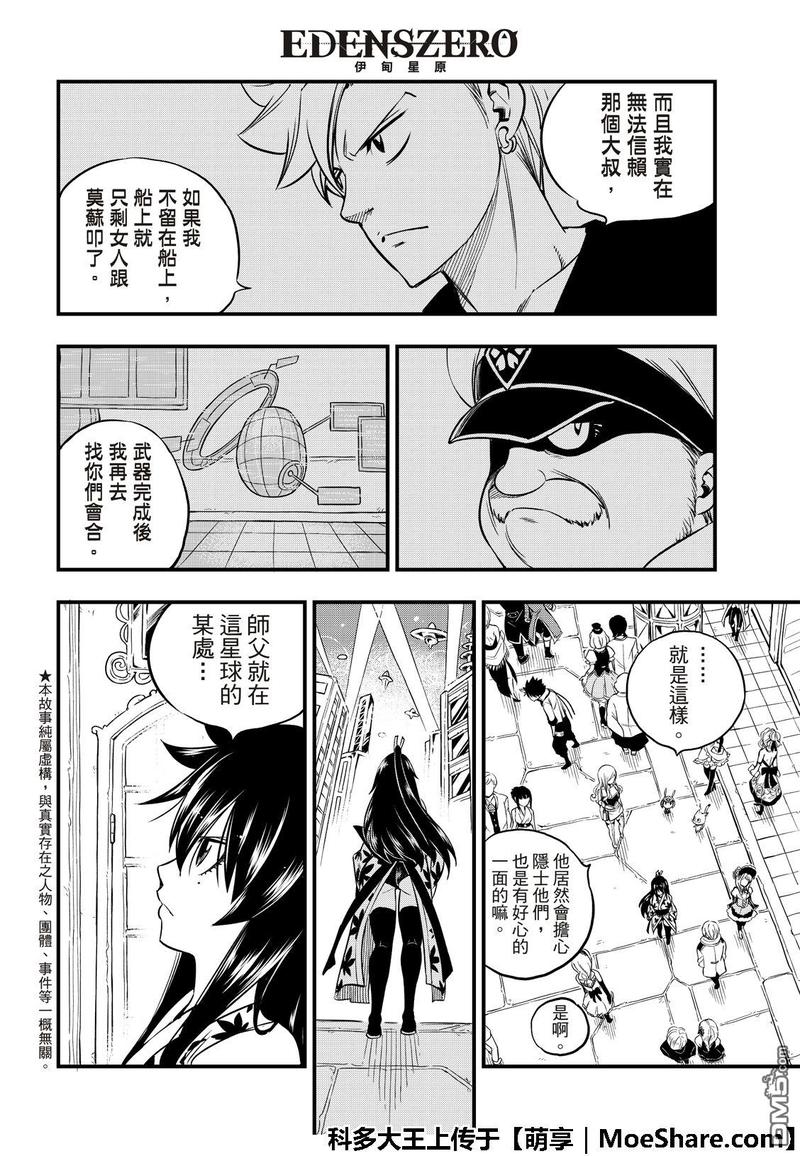 EDENSZERO
伊甸星原
而且我實在
無法信賴
那個大叔，
如果我
不留在船上，
船上就
只剩女人跟
莫蘇叩了。
武器完成後
我再去
找你們會合。
……
就是這樣。
他居然會擔心
隱士他們，
也是有好心的
一面的嘛。
是啊。
師父就在
這星球的
某處…
★本故事純屬虛構，與真實存在之人物、團體、事件等一概無關。
DM5.com
科多大王上传于【萌享｜MoeShare.com】